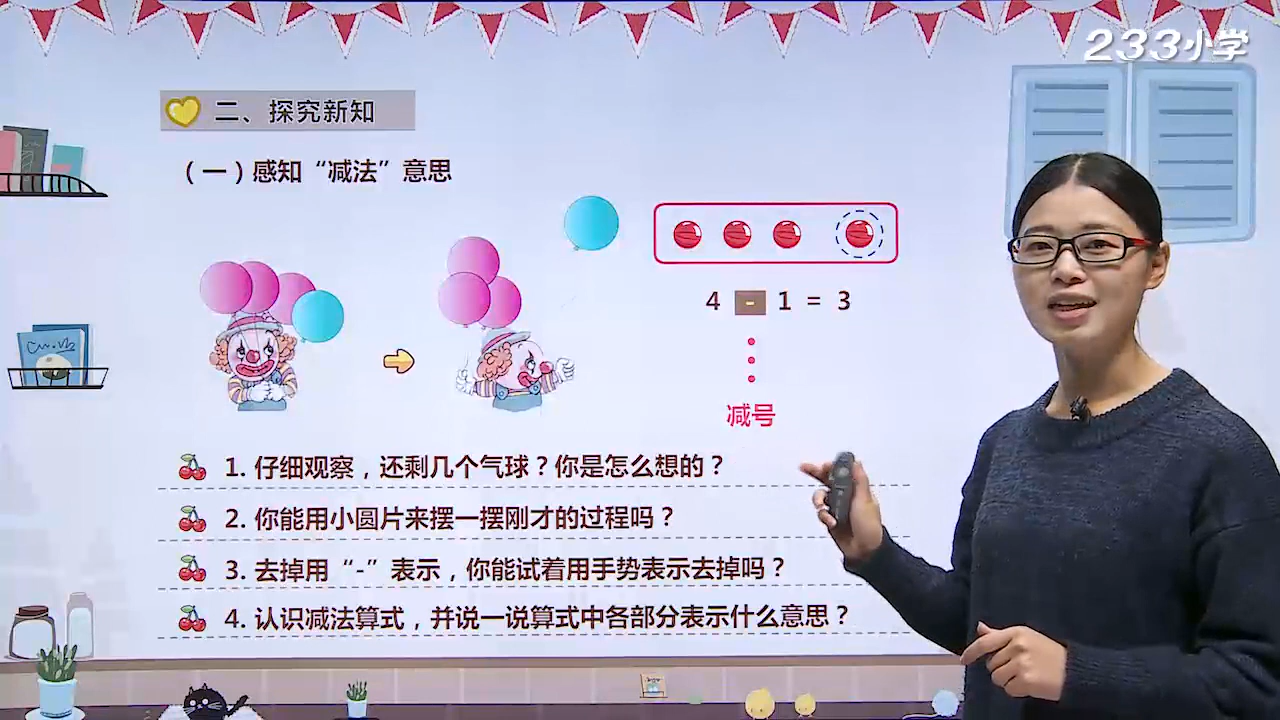 233小学
二、探究新知
（一）感知“减法”意思
4 - 1 = 3
减号
1. 仔细观察，还剩几个气球？你是怎么想的？
2. 你能用小圆片来摆一摆刚才的过程吗？
3. 去掉用“-”表示，你能试着用手势表示去掉吗？
4. 认识减法算式，并说一说算式中各部分表示什么意思？